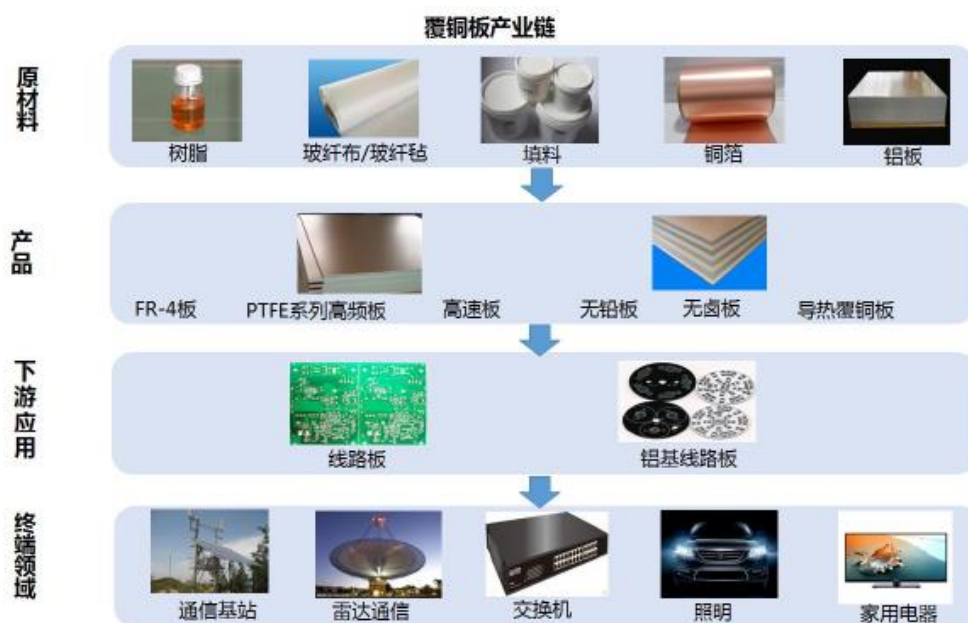 覆铜板产业链
原材料
树脂
玻纤布/玻纤毡
填料
铜箔
铝板
产品
FR-4板
PTFE系列高频板
高速板
无铅板
无卤板
导热覆铜板
下游应用
线路板
铝基线路板
终端领域
通信基站
雷达通信
交换机
照明
家用电器